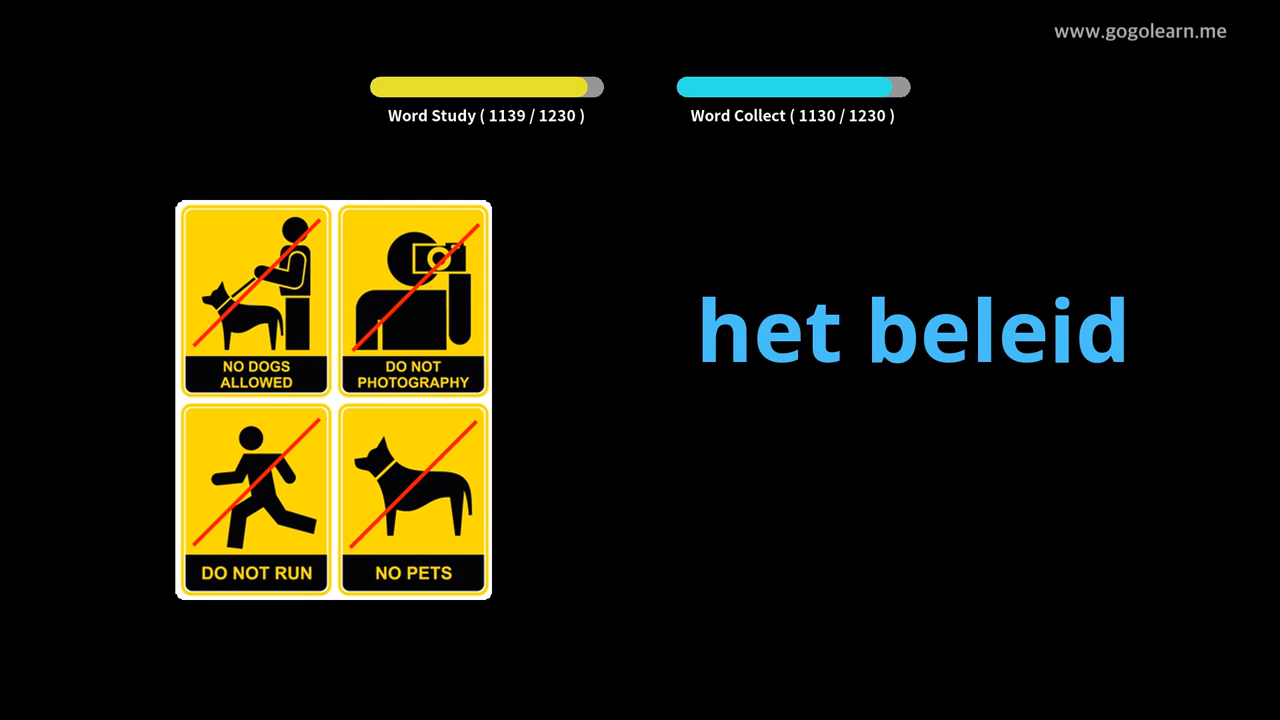 www.gogolearn.me
Word Study ( 1139 / 1230 )
Word Collect ( 1130 / 1230 )
NO DOGS
ALLOWED
DO NOT
PHOTOGRAPHY
het beleid
DO NOT RUN
NO PETS